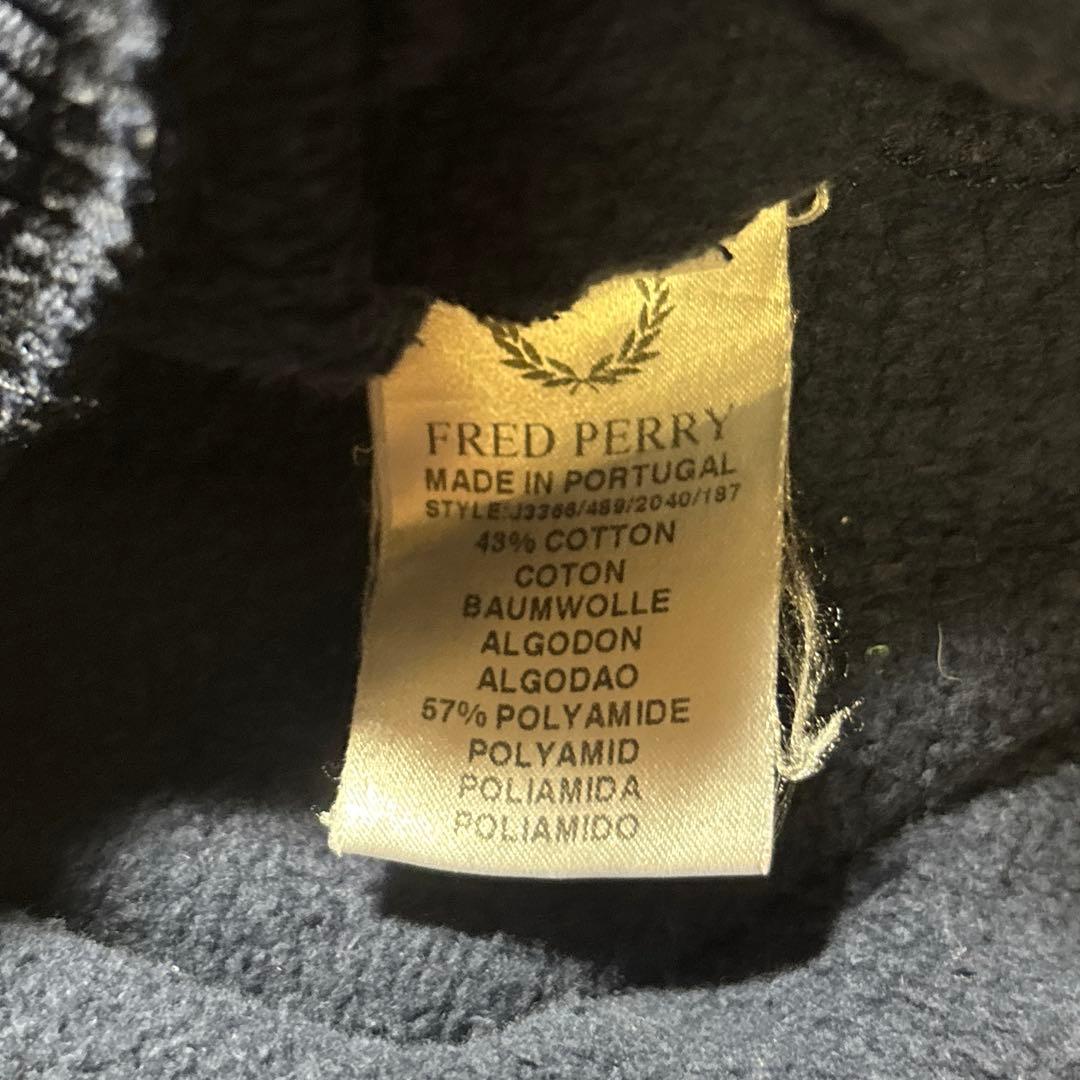 FRED PERRY
MADE IN PORTUGAL
STYLE:J3366/489/2040/187
43% COTTON
COTON
BAUMWOLLE
ALGODON
ALGODAO
57% POLYAMIDE
POLYAMID
POLIAMIDA
POLIAMIDO